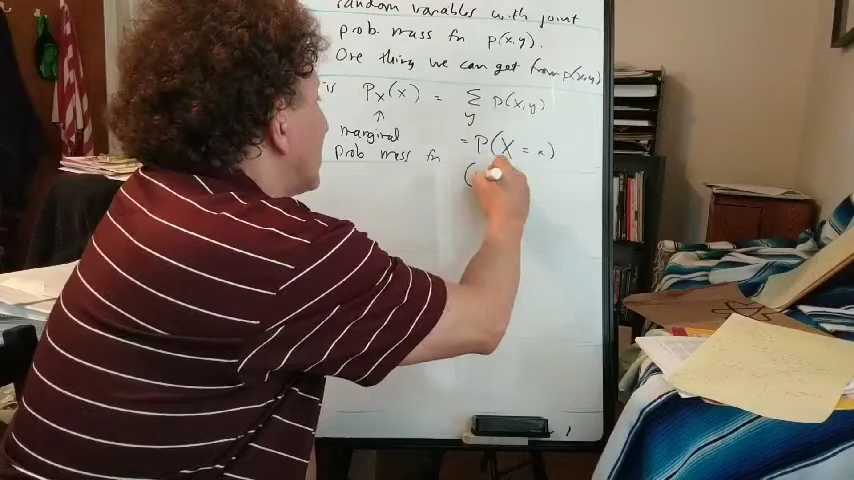 random variables with joint
prob. mass fn p(x,y).
One thing we can get from p(x,y)
is p_X(x) = Σ_y p(x,y)
↑
marginal
prob mass fn
= P(X = x)
(